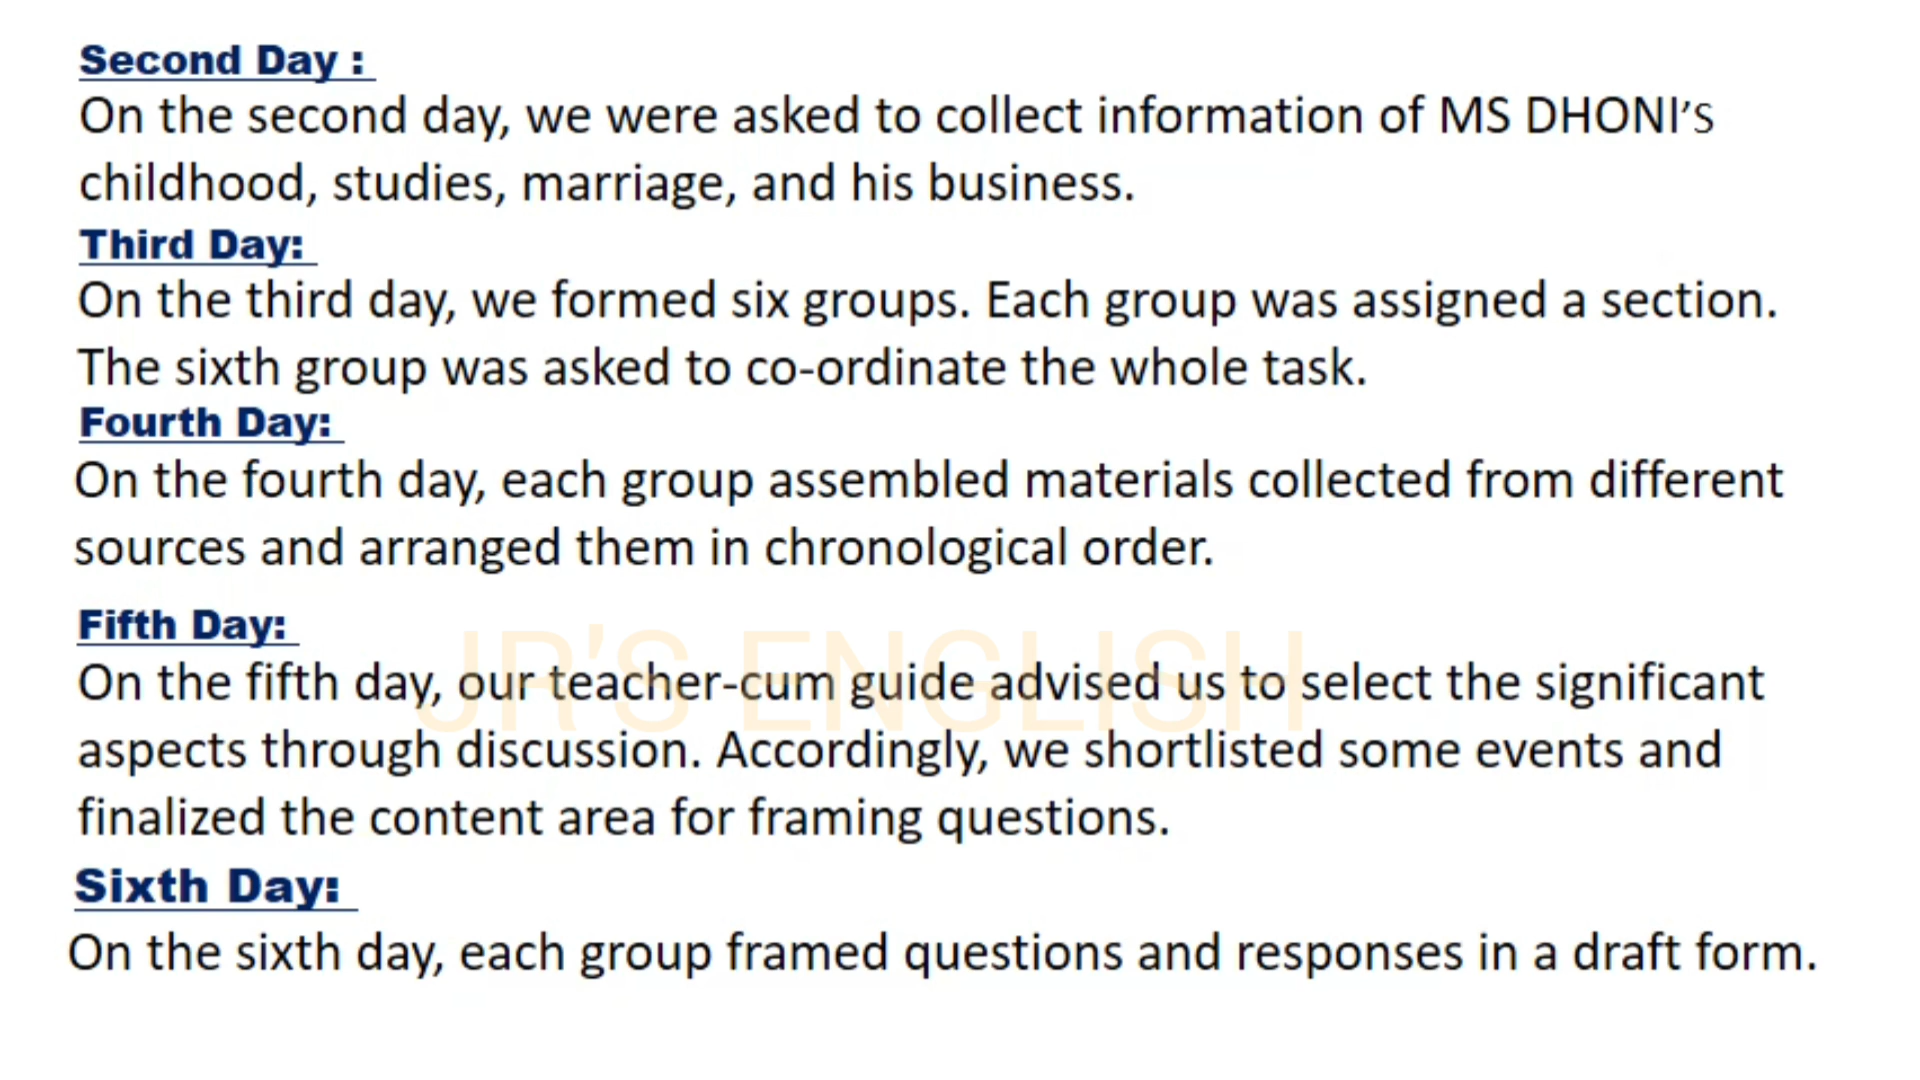 Second Day :
On the second day, we were asked to collect information of MS DHONI’S
childhood, studies, marriage, and his business.
Third Day:
On the third day, we formed six groups. Each group was assigned a section.
The sixth group was asked to co-ordinate the whole task.
Fourth Day:
On the fourth day, each group assembled materials collected from different
sources and arranged them in chronological order.
Fifth Day:
JR'S ENGLISH
On the fifth day, our teacher-cum guide advised us to select the significant
aspects through discussion. Accordingly, we shortlisted some events and
finalized the content area for framing questions.
Sixth Day:
On the sixth day, each group framed questions and responses in a draft form.